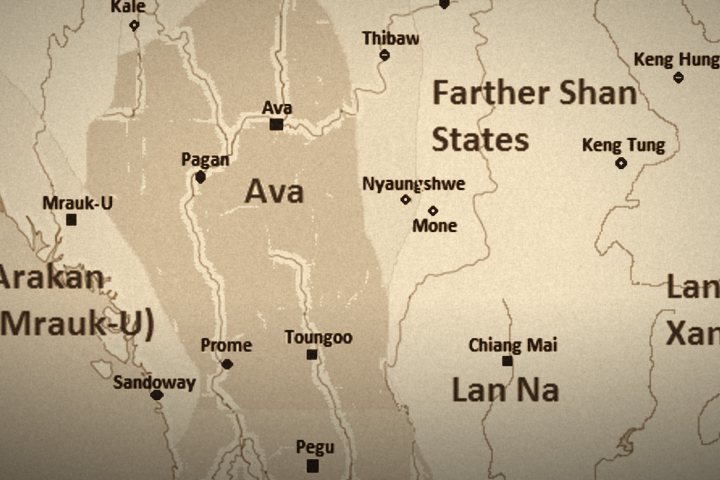 Kale
Thibaw
Keng Hung
Farther Shan
States
Ava
Keng Tung
Pagan
Ava
Nyaungshwe
Mrauk-U
Mone
Arakan
(Mrauk-U)
Lan
Xan
Prome
Toungoo
Chiang Mai
Sandoway
Lan Na
Pegu